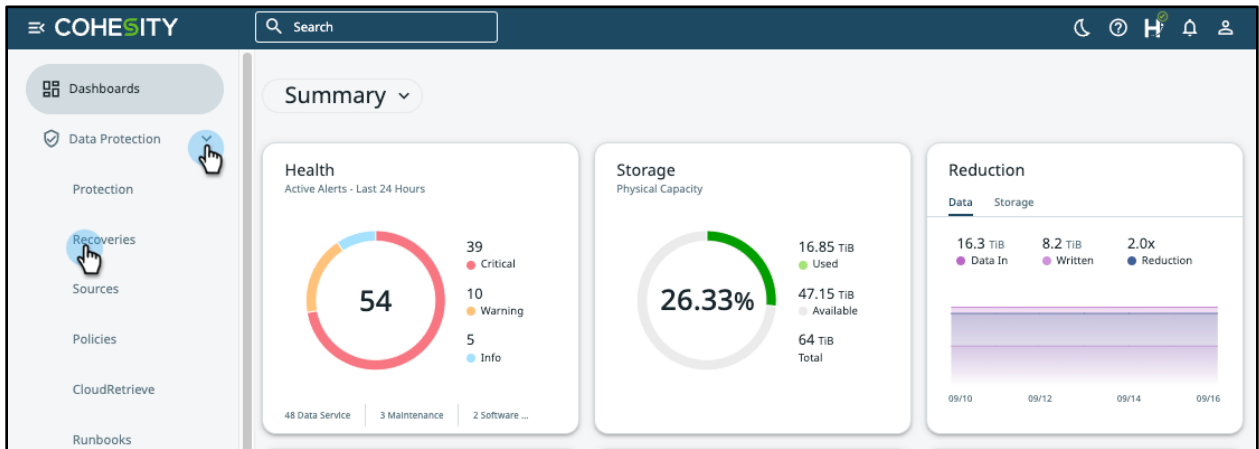 COHESITY
Search
Dashboards
Data Protection
Protection
Recoveries
Sources
Policies
CloudRetrieve
Runbooks
Summary
Health
Active Alerts - Last 24 Hours
54
39
Critical
10
Warning
5
Info
48 Data Service 3 Maintenance 2 Software ...
Storage
Physical Capacity
26.33%
16.85 TiB
Used
47.15 TiB
Available
64 TiB
Total
Reduction
Data Storage
16.3 TiB 8.2 TiB 2.0x
Data In Written Reduction
09/10 09/12 09/14 09/16